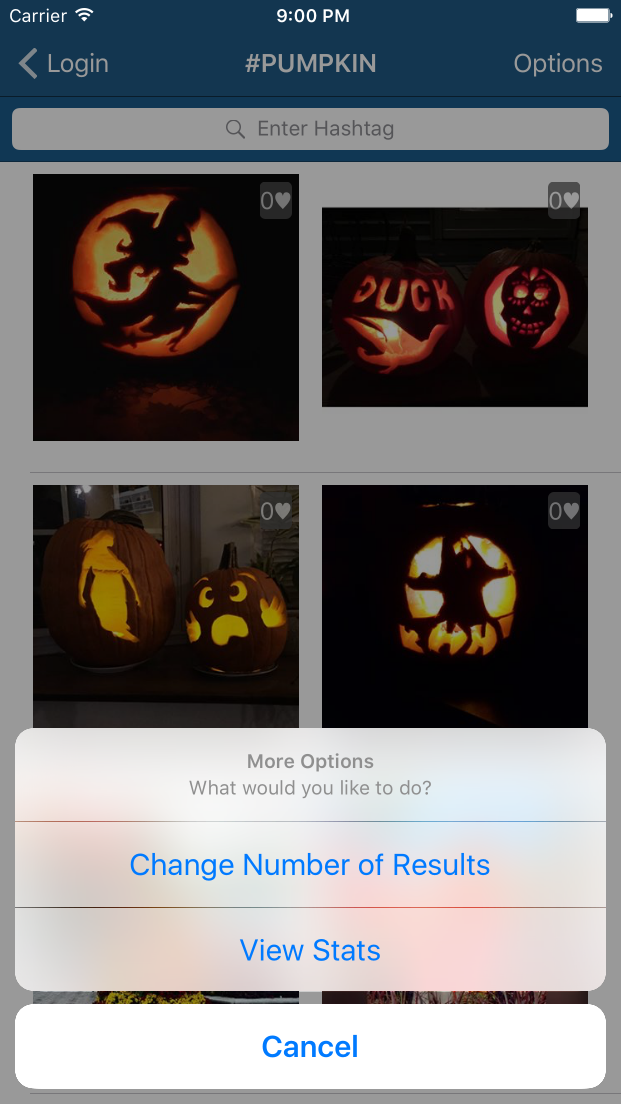 Carrier 9:00 PM
Login #PUMPKIN Options
Enter Hashtag
0♥ 0♥
DUCK
0♥ 0♥
More Options
What would you like to do?
Change Number of Results
View Stats
Cancel